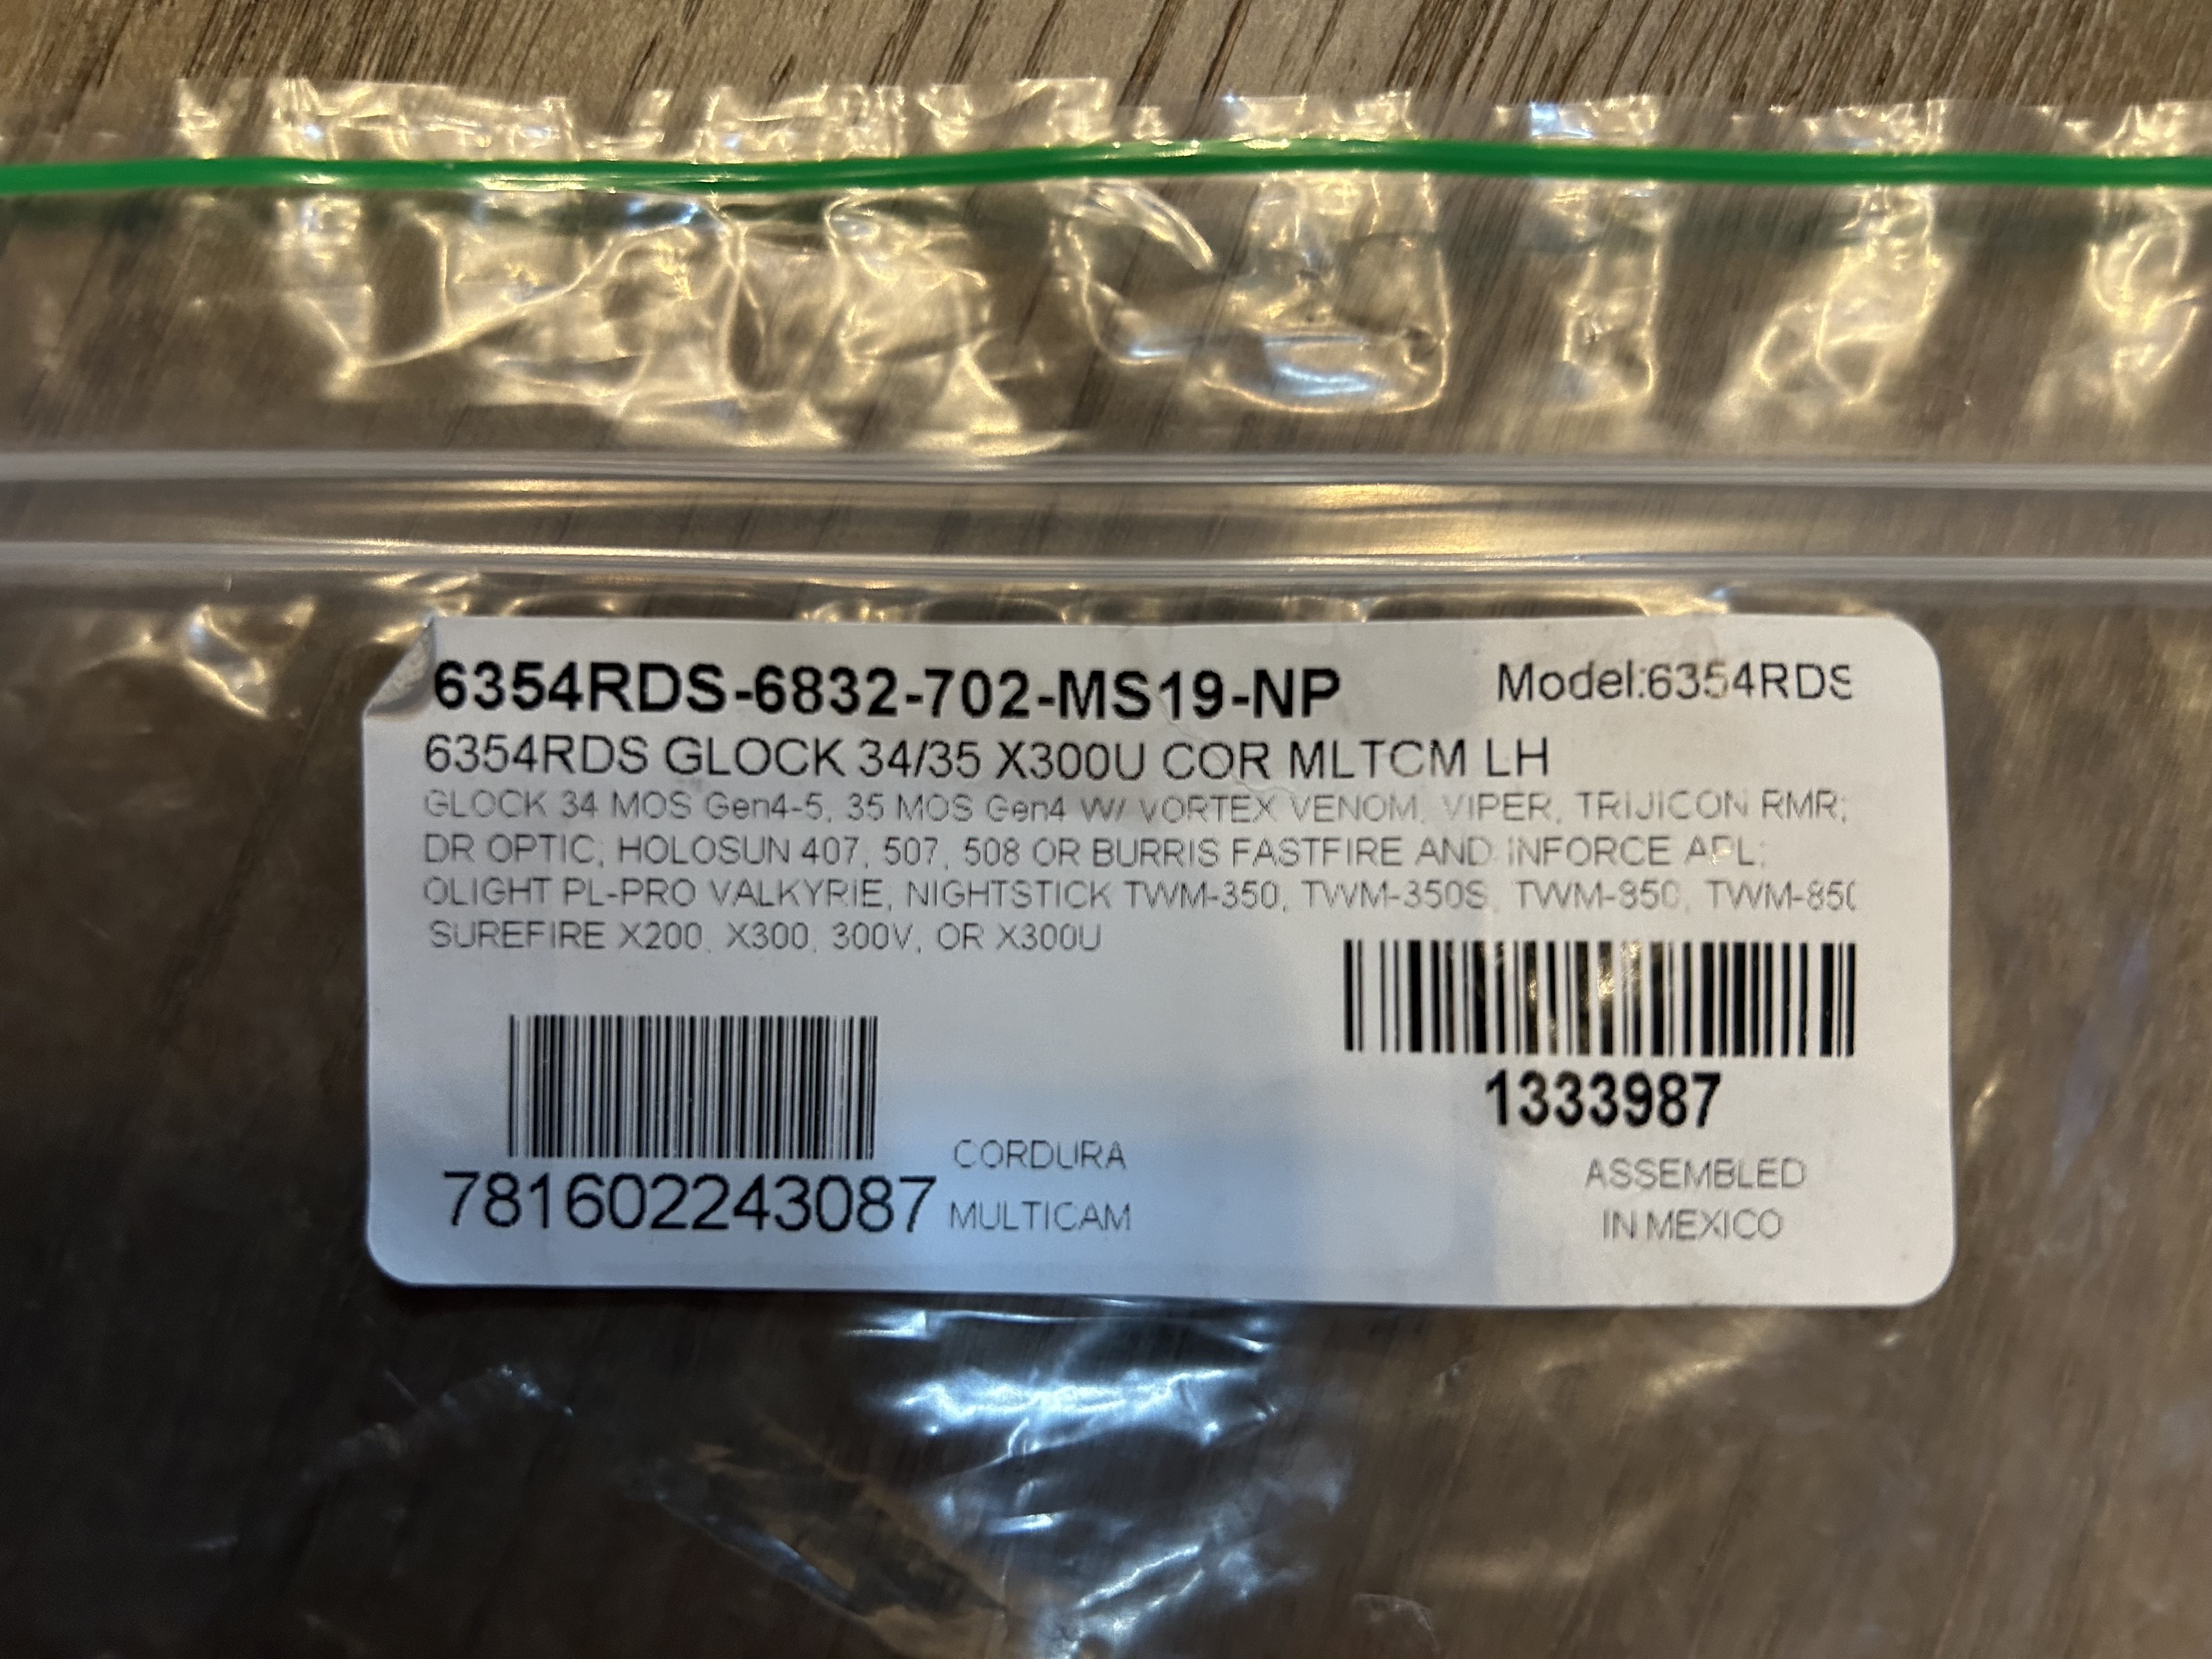 6354RDS-6832-702-MS19-NP
Model:6354RDS
6354RDS GLOCK 34/35 X300U COR MLTCM LH
GLOCK 34 MOS Gen4-5, 35 MOS Gen4 W/ VORTEX VENOM, VIPER, TRIJICON RMR;
DR OPTIC, HOLOSUN 407, 507, 508 OR BURRIS FASTFIRE AND INFORCE APL;
OLIGHT PL-PRO VALKYRIE, NIGHTSTICK TWM-350, TWM-350S, TWM-850, TWM-850
SUREFIRE X200, X300, 300V, OR X300U
1333987
781602243087
CORDURA
MULTICAM
ASSEMBLED
IN MEXICO